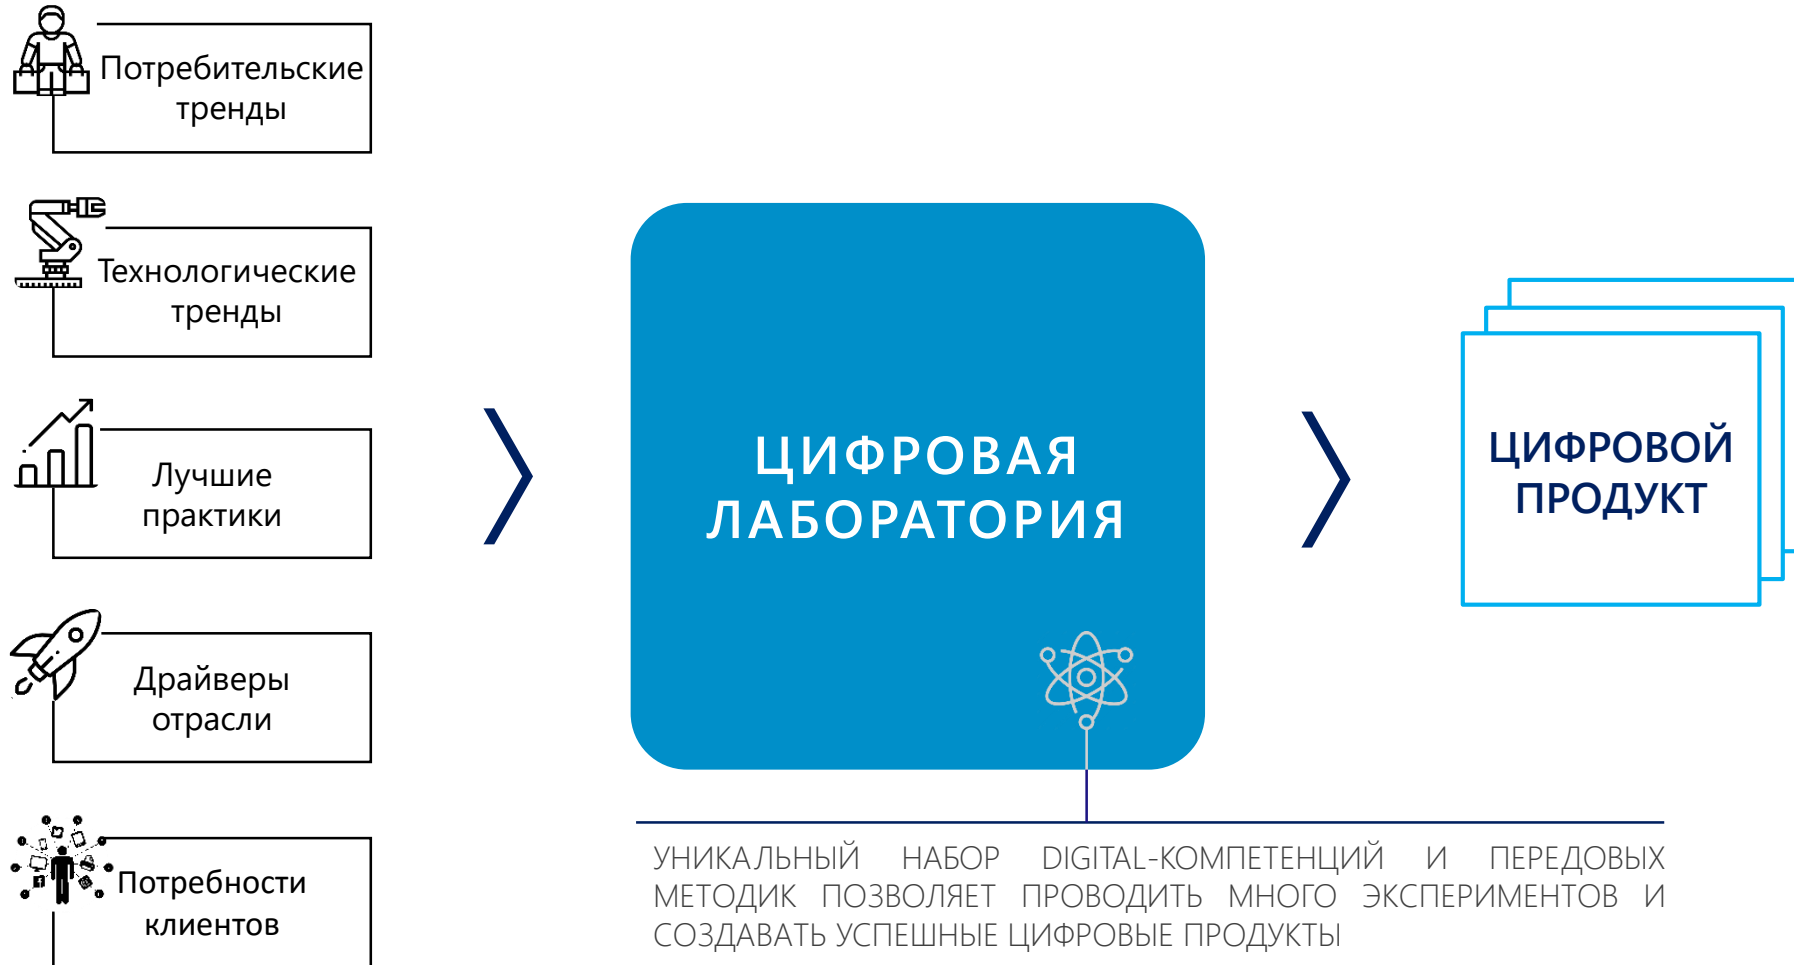 Потребительские
тренды
Технологические
тренды
Лучшие
практики
Драйверы
отрасли
Потребности
клиентов
ЦИФРОВАЯ
ЛАБОРАТОРИЯ
ЦИФРОВОЙ
ПРОДУКТ
УНИКАЛЬНЫЙ НАБОР DIGITAL-КОМПЕТЕНЦИЙ И ПЕРЕДОВЫХ
МЕТОДИК ПОЗВОЛЯЕТ ПРОВОДИТЬ МНОГО ЭКСПЕРИМЕНТОВ И
СОЗДАВАТЬ УСПЕШНЫЕ ЦИФРОВЫЕ ПРОДУКТЫ